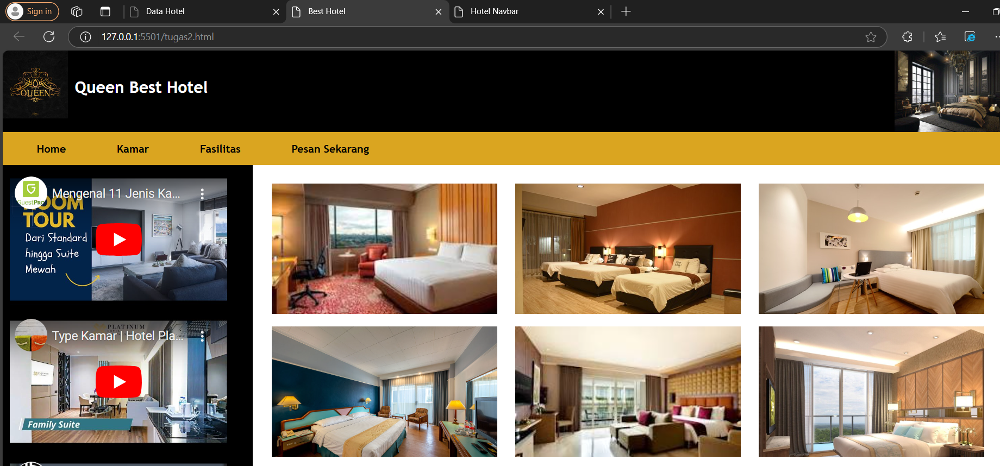 Sign in
Data Hotel
Best Hotel
Hotel Navbar
127.0.0.1:5501/tugas2.html
QUEEN
Queen Best Hotel
Home
Kamar
Fasilitas
Pesan Sekarang
GuestPro
Mengenal 11 Jenis Ka...
ROOM
TOUR
Dari Standard
hingga Suite
Mewah
PLATINUM
Type Kamar | Hotel Pla...
Family Suite